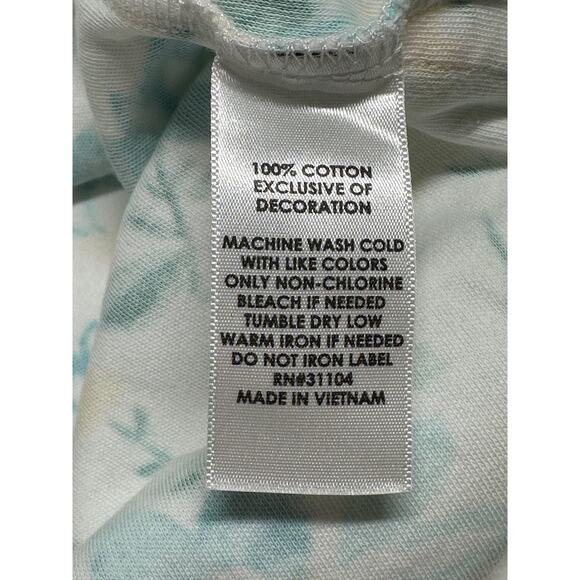 100% COTTON
EXCLUSIVE OF
DECORATION
MACHINE WASH COLD
WITH LIKE COLORS
ONLY NON-CHLORINE
BLEACH IF NEEDED
TUMBLE DRY LOW
WARM IRON IF NEEDED
DO NOT IRON LABEL
RN#31104
MADE IN VIETNAM